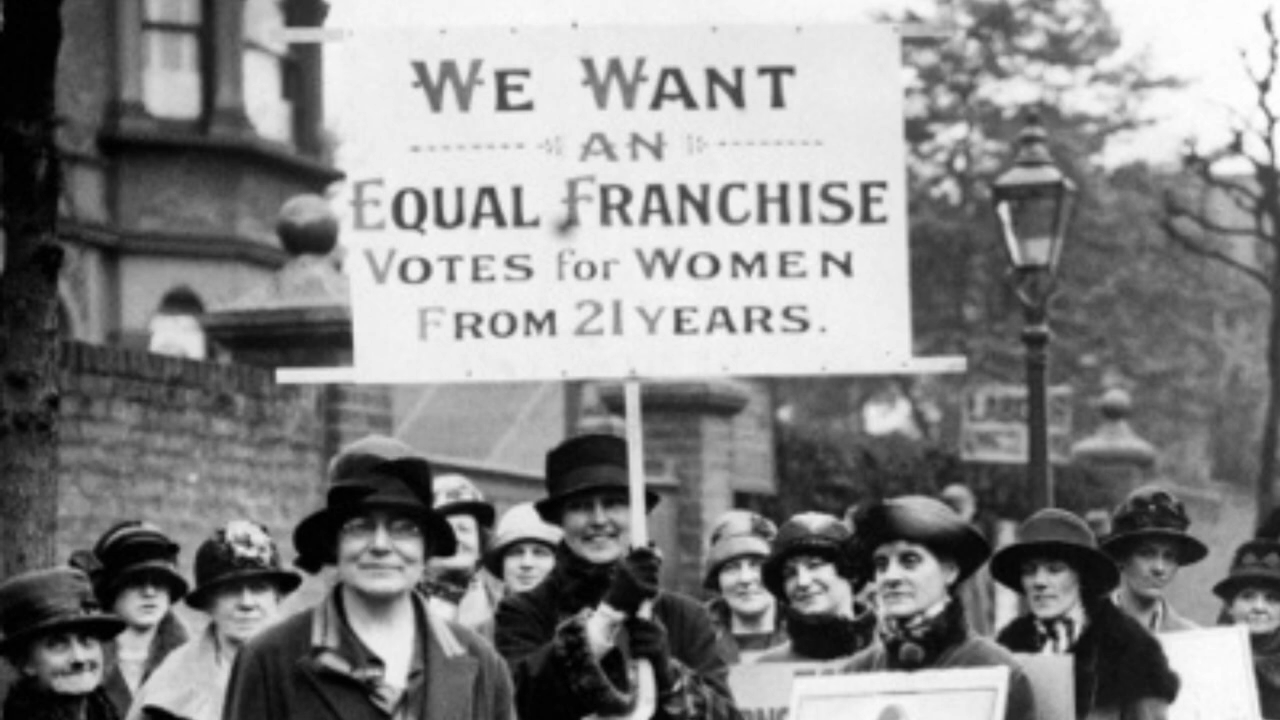 WE WANT
AN
EQUAL FRANCHISE
VOTES for WOMEN
FROM 21 YEARS.